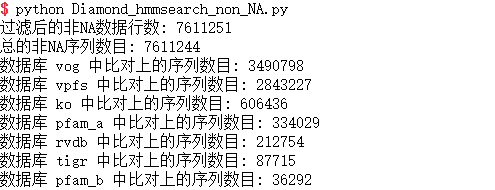 $ python Diamond_hmmsearch_non_NA.py
过滤后的非NA数据行数: 7611251
总的非NA序列数目: 7611244
数据库 vog 中比对上的序列数目: 3490798
数据库 vpfs 中比对上的序列数目: 2843227
数据库 ko 中比对上的序列数目: 606436
数据库 pfam_a 中比对上的序列数目: 334029
数据库 rvdb 中比对上的序列数目: 212754
数据库 tigr 中比对上的序列数目: 87715
数据库 pfam_b 中比对上的序列数目: 36292